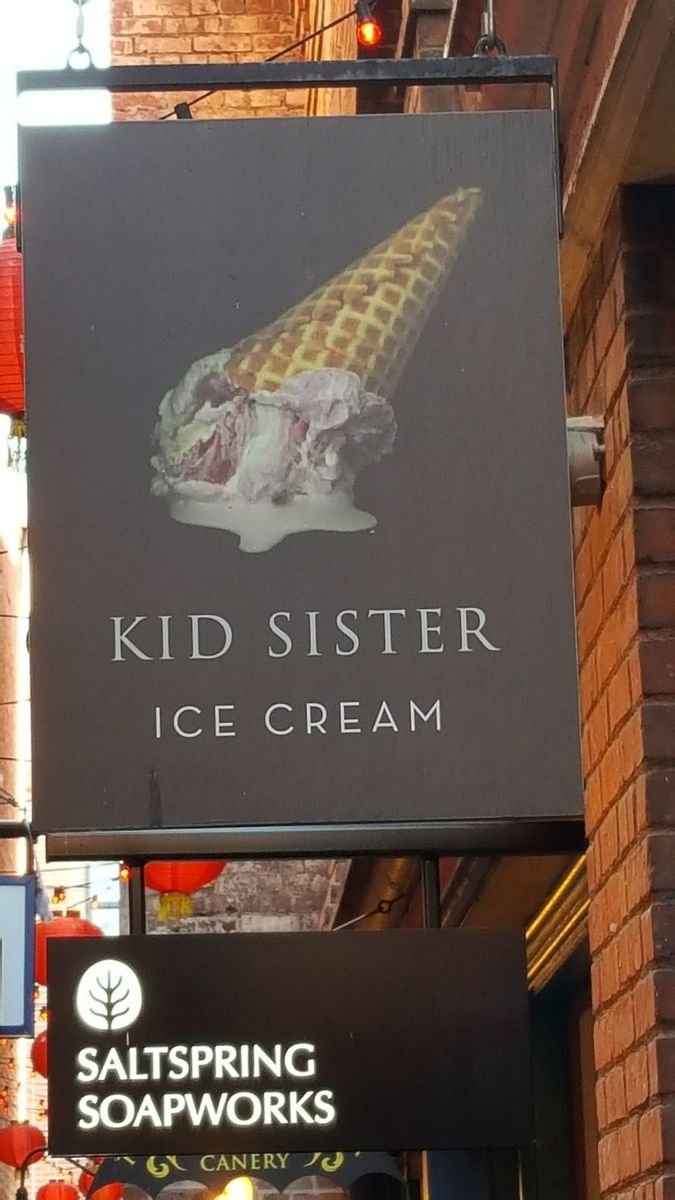 KID SISTER
ICE CREAM
SALTSPRING
SOAPWORKS
CANERY